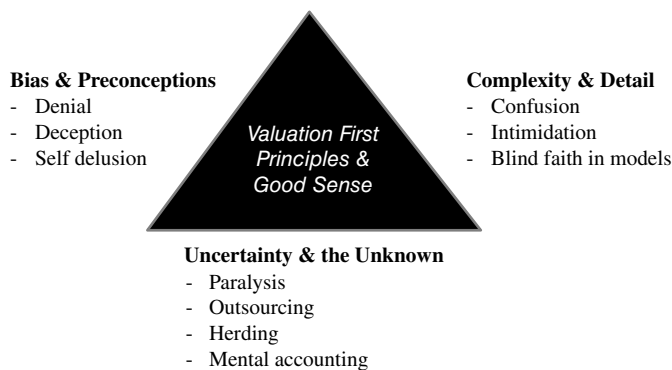 Bias & Preconceptions
- Denial
- Deception
- Self delusion
Valuation First
Principles &
Good Sense
Complexity & Detail
- Confusion
- Intimidation
- Blind faith in models
Uncertainty & the Unknown
- Paralysis
- Outsourcing
- Herding
- Mental accounting